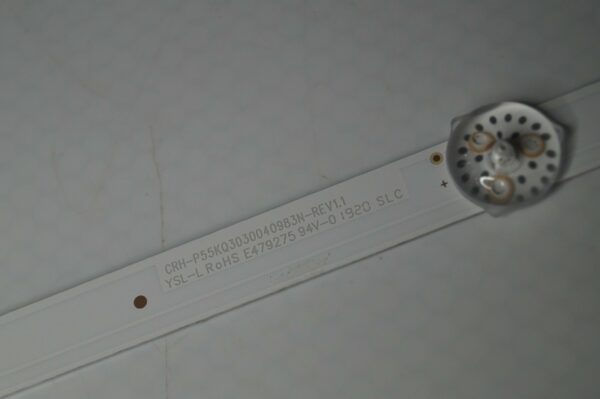 CRH-P55KQ3030040983N-REV1.1
YSL-L RoHS E479275 94V-0 1920 SLC